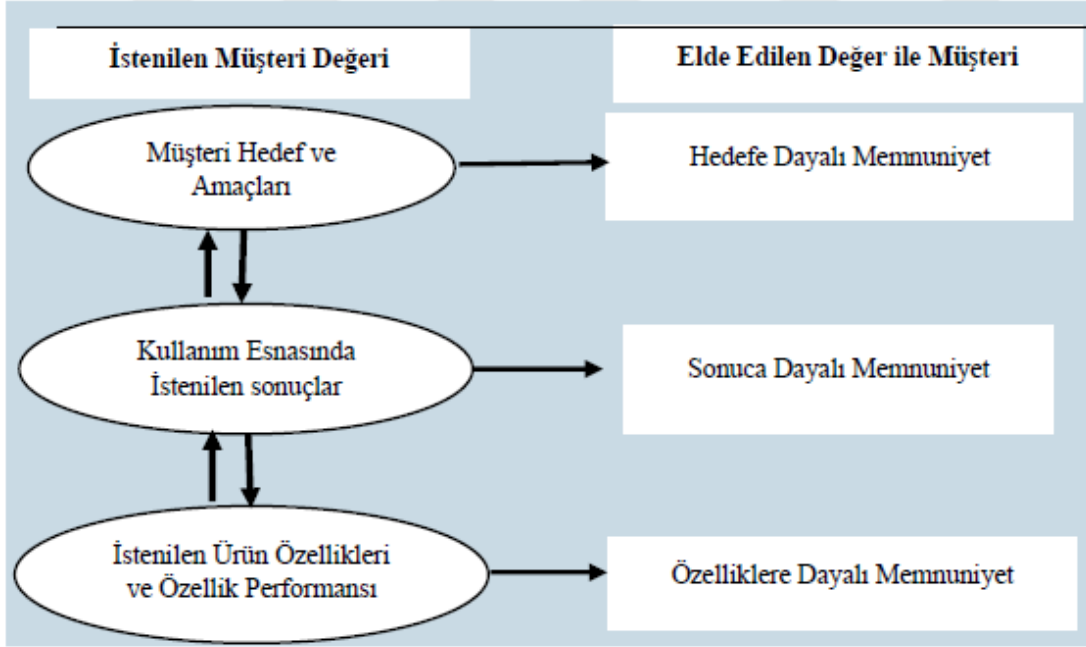 İstenilen Müşteri Değeri
Elde Edilen Değer ile Müşteri
Müşteri Hedef ve
Amaçları
Hedefe Dayalı Memnuniyet
Kullanım Esnasında
İstenilen sonuçlar
Sonuca Dayalı Memnuniyet
İstenilen Ürün Özellikleri
ve Özellik Performansı
Özelliklere Dayalı Memnuniyet